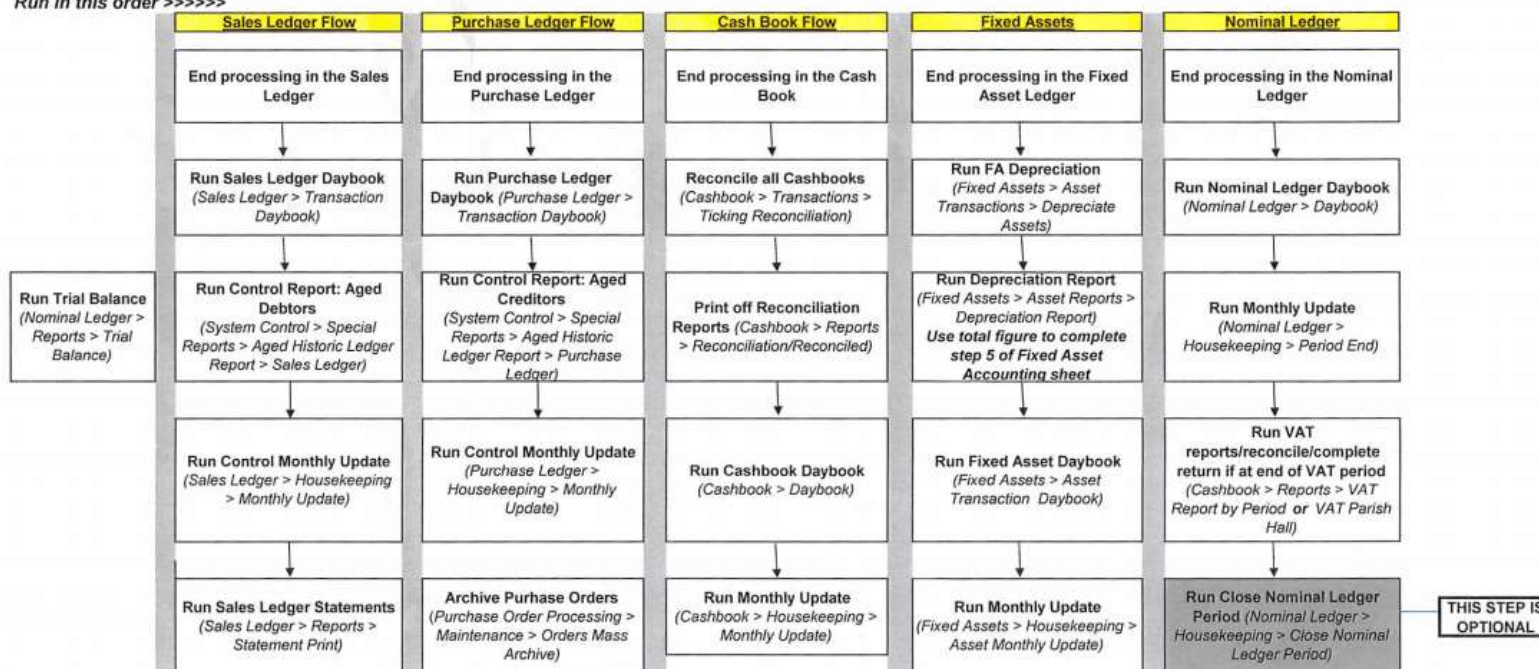 Run in this order >>>>>>
Sales Ledger Flow
Purchase Ledger Flow
Cash Book Flow
Fixed Assets
Nominal Ledger
Run Trial Balance
(Nominal Ledger >
Reports > Trial
Balance)
End processing in the Sales
Ledger
Run Sales Ledger Daybook
(Sales Ledger > Transaction
Daybook)
Run Control Report: Aged
Debtors
(System Control > Special
Reports > Aged Historic Ledger
Report > Sales Ledger)
Run Control Monthly Update
(Sales Ledger > Housekeeping
> Monthly Update)
Run Sales Ledger Statements
(Sales Ledger > Reports >
Statement Print)
End processing in the
Purchase Ledger
Run Purchase Ledger
Daybook (Purchase Ledger >
Transaction Daybook)
Run Control Report: Aged
Creditors
(System Control > Special
Reports > Aged Historic
Ledger Report > Purchase
Ledger)
Run Control Monthly Update
(Purchase Ledger >
Housekeeping > Monthly
Update)
Archive Purhase Orders
(Purchase Order Processing >
Maintenance > Orders Mass
Archive)
End processing in the Cash
Book
Reconcile all Cashbooks
(Cashbook > Transactions >
Ticking Reconciliation)
Print off Reconciliation
Reports (Cashbook > Reports
> Reconciliation/Reconciled)
Run Cashbook Daybook
(Cashbook > Daybook)
Run Monthly Update
(Cashbook > Housekeeping >
Monthly Update)
End processing in the Fixed
Asset Ledger
Run FA Depreciation
(Fixed Assets > Asset
Transactions > Depreciate
Assets)
Run Depreciation Report
(Fixed Assets > Asset Reports >
Depreciation Report)
Use total figure to complete
step 5 of Fixed Asset
Accounting sheet
Run Fixed Asset Daybook
(Fixed Assets > Asset
Transaction Daybook)
Run Monthly Update
(Fixed Assets > Housekeeping >
Asset Monthly Update)
End processing in the Nominal
Ledger
Run Nominal Ledger Daybook
(Nominal Ledger > Daybook)
Run Monthly Update
(Nominal Ledger >
Housekeeping > Period End)
Run VAT
reports/reconcile/complete
return if at end of VAT period
(Cashbook > Reports > VAT
Report by Period or VAT Parish
Hall)
Run Close Nominal Ledger
Period (Nominal Ledger >
Housekeeping > Close Nominal
Ledger Period)
THIS STEP IS
OPTIONAL